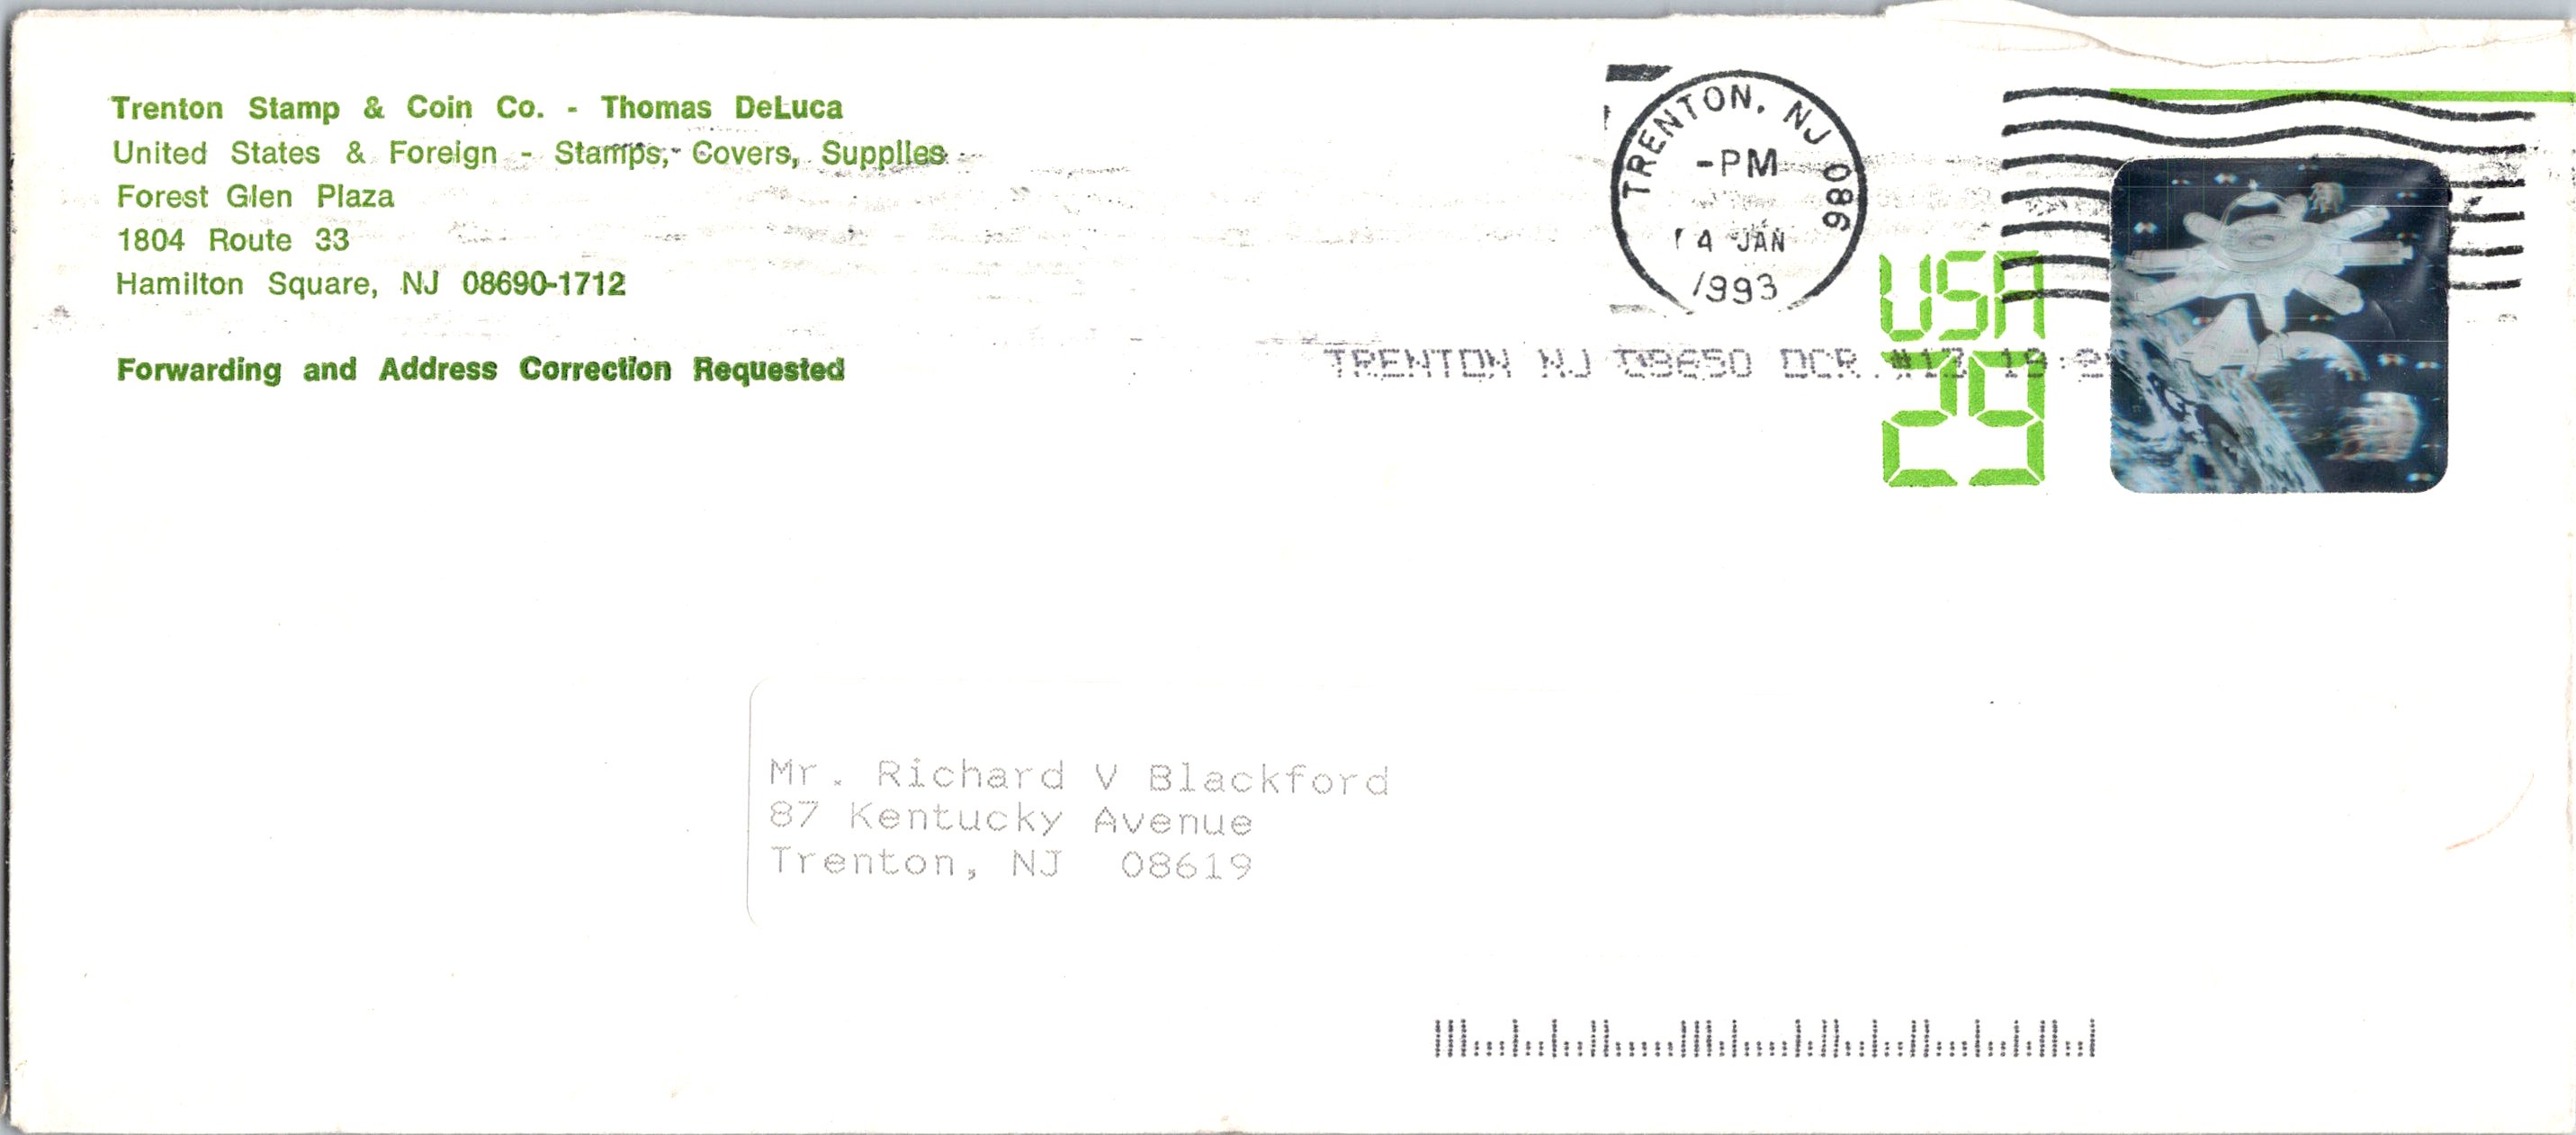 Trenton Stamp & Coin Co. - Thomas DeLuca
United States & Foreign - Stamps, Covers, Supplies
Forest Glen Plaza
1804 Route 33
Hamilton Square, NJ 08690-1712
Forwarding and Address Correction Requested
TRENTON, NJ 086
-PM
4 JAN
1993
USA
29
TRENTON NJ 08650 OCR #17
Mr. Richard V Blackford
87 Kentucky Avenue
Trenton, NJ 08619